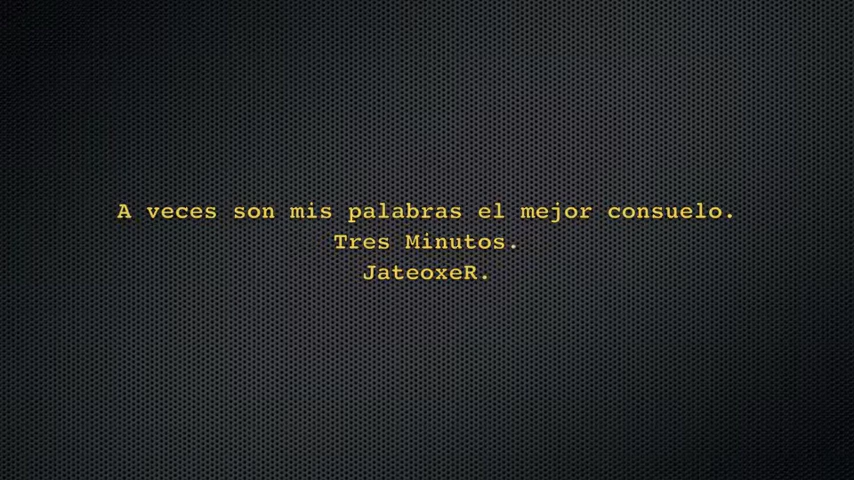 A veces son mis palabras el mejor consuelo.
Tres Minutos.
JateoxeR.